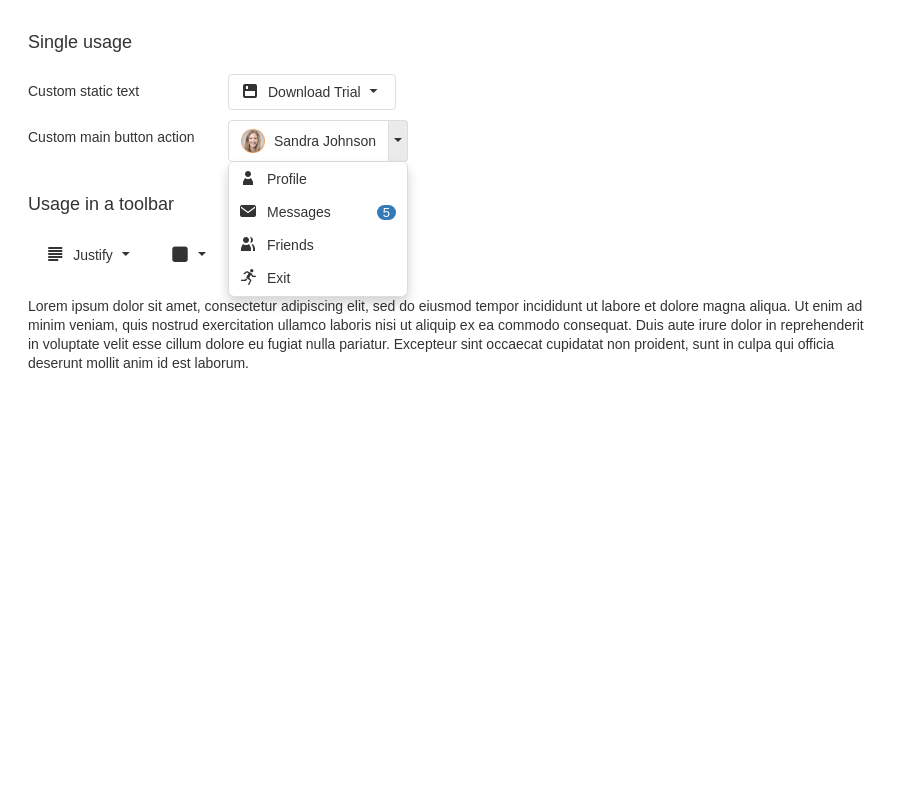 Single usage
Custom static text
Download Trial
Custom main button action
Sandra Johnson
Profile
Messages 5
Friends
Exit
Usage in a toolbar
Justify
Lorem ipsum dolor sit amet, consectetur adipiscing elit, sed do eiusmod tempor incididunt ut labore et dolore magna aliqua. Ut enim ad
minim veniam, quis nostrud exercitation ullamco laboris nisi ut aliquip ex ea commodo consequat. Duis aute irure dolor in reprehenderit
in voluptate velit esse cillum dolore eu fugiat nulla pariatur. Excepteur sint occaecat cupidatat non proident, sunt in culpa qui officia
deserunt mollit anim id est laborum.